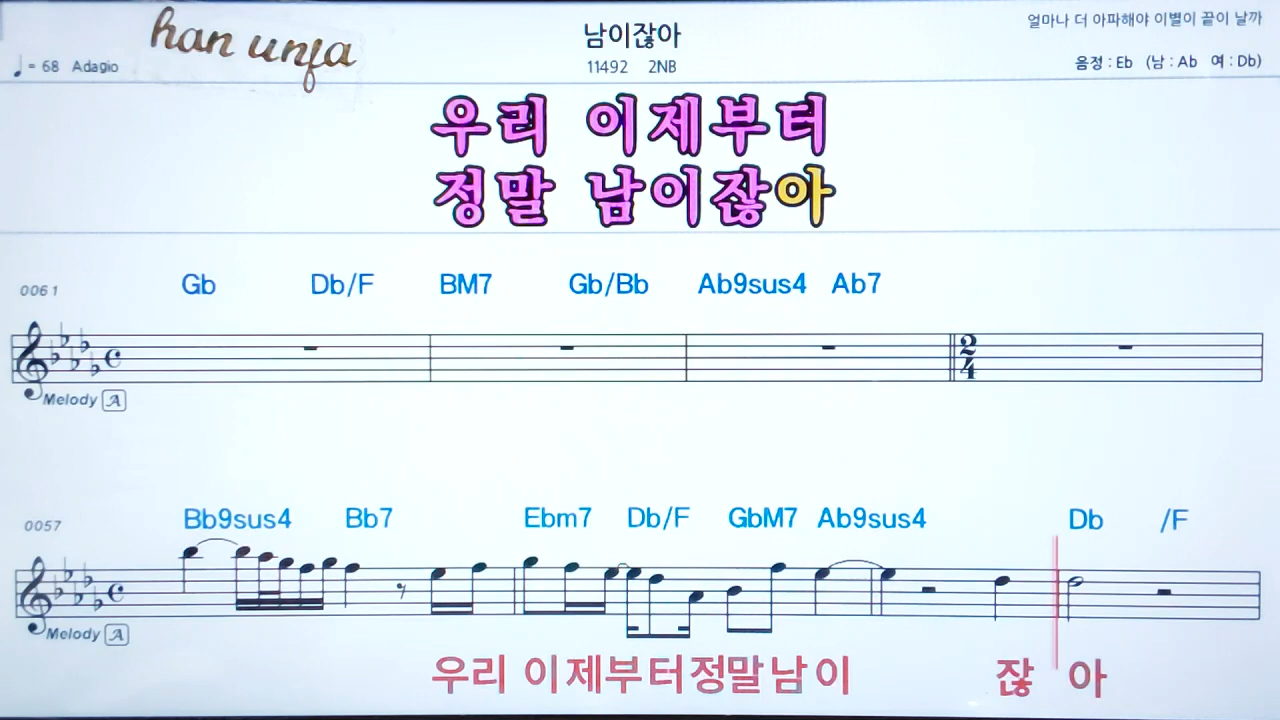 han unja
남이잖아
얼마나 더 아파해야 이별이 끝이 날까
♩= 68 Adagio
11492 2NB
음정 : Eb (남 : Ab 여 : Db)
우리 이제부터
정말 남이잖아
0061 Gb Db/F BM7 Gb/Bb Ab9sus4 Ab7
2
4
Melody A
0057 Bb9sus4 Bb7 Ebm7 Db/F GbM7 Ab9sus4 Db /F
Melody A
우리 이제부터정말남이 잖 아